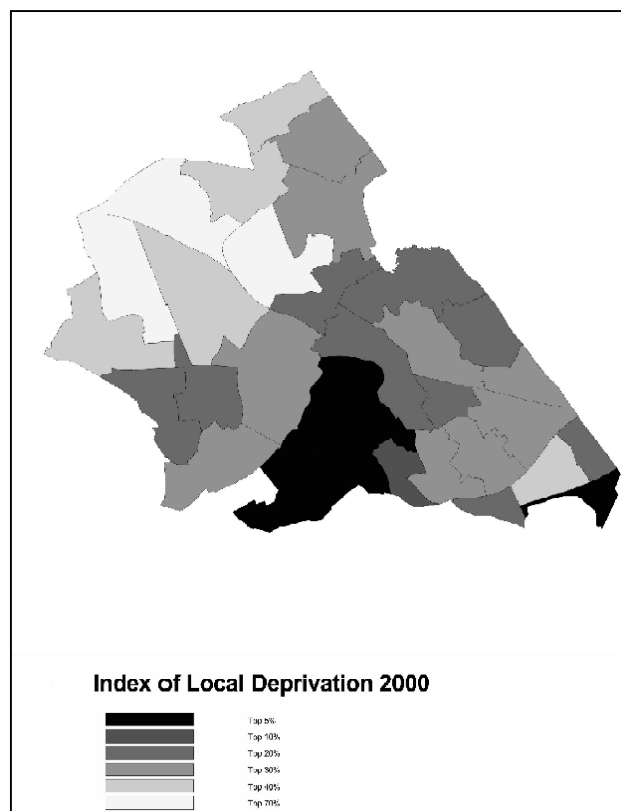 Index of Local Deprivation 2000
Top 5%
Top 10%
Top 20%
Top 30%
Top 40%
Top 70%